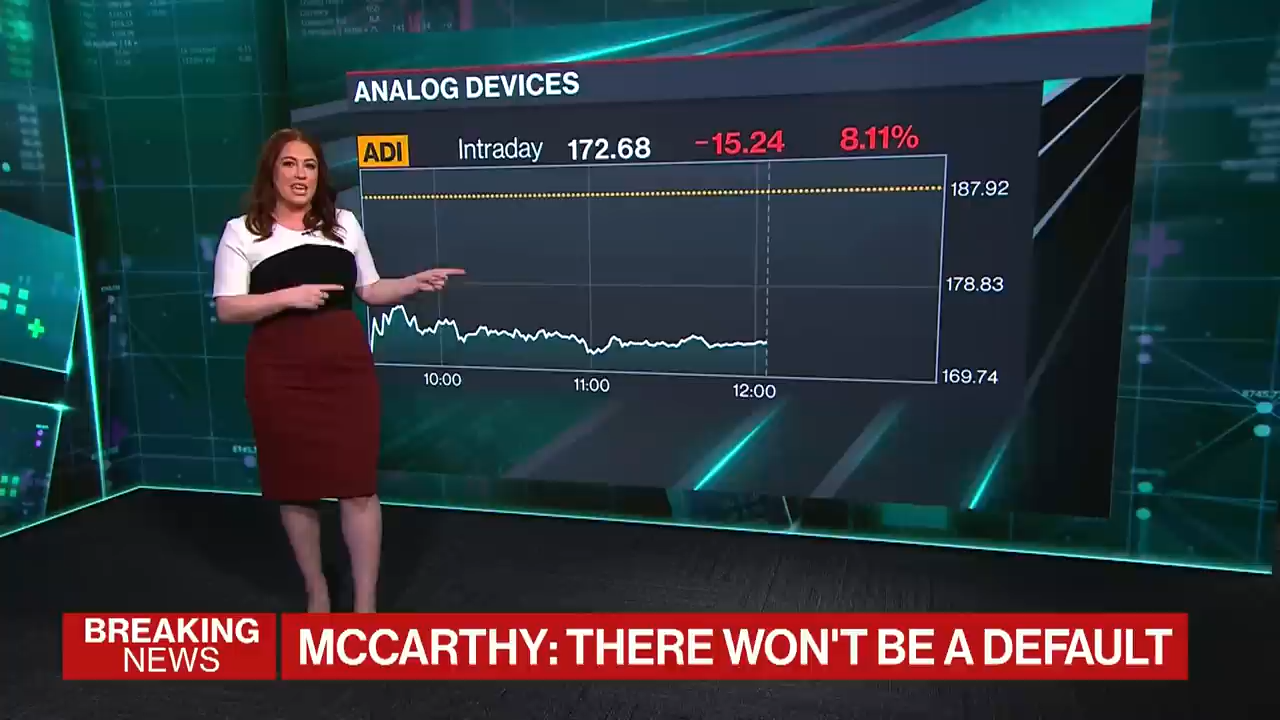 ANALOG DEVICES
ADI Intraday 172.68 −15.24 8.11%
187.92
178.83
169.74
10:00 11:00 12:00
BREAKING
NEWS
MCCARTHY: THERE WON'T BE A DEFAULT